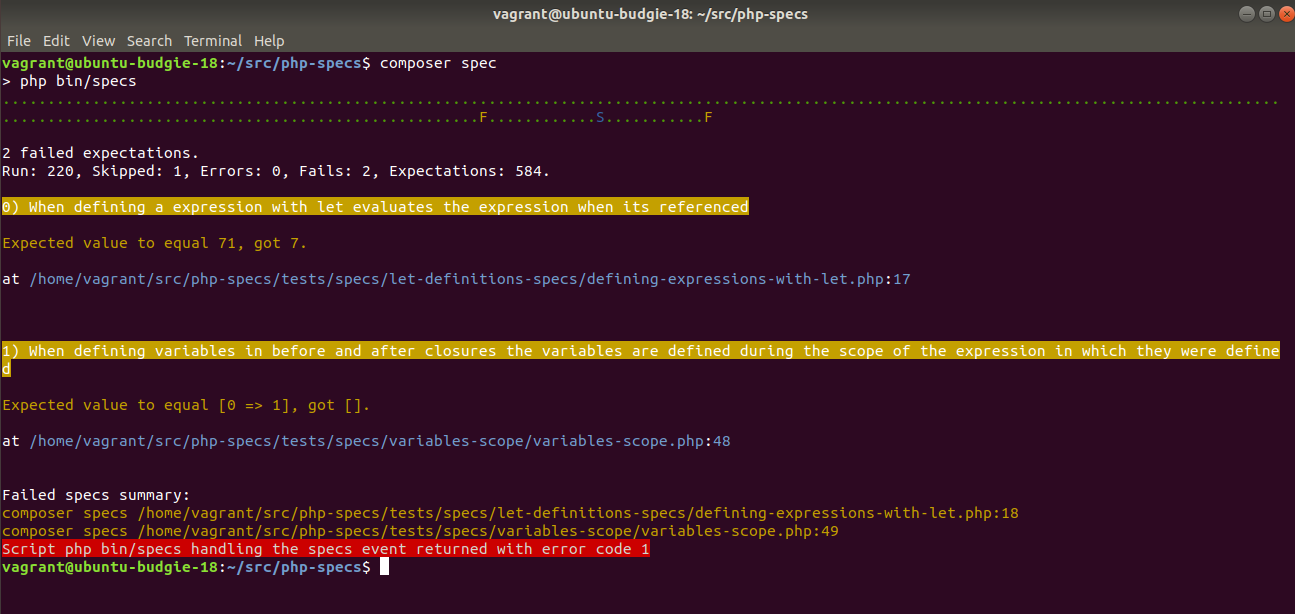 vagrant@ubuntu-budgie-18: ~/src/php-specs
File Edit View Search Terminal Help
vagrant@ubuntu-budgie-18:~/src/php-specs$ composer spec
> php bin/specs
..............................................................................................................................................
.....................................................F............S...........F
2 failed expectations.
Run: 220, Skipped: 1, Errors: 0, Fails: 2, Expectations: 584.
0) When defining a expression with let evaluates the expression when its referenced
Expected value to equal 71, got 7.
at /home/vagrant/src/php-specs/tests/specs/let-definitions-specs/defining-expressions-with-let.php:17
1) When defining variables in before and after closures the variables are defined during the scope of the expression in which they were define
d
Expected value to equal [0 => 1], got [].
at /home/vagrant/src/php-specs/tests/specs/variables-scope/variables-scope.php:48
Failed specs summary:
composer specs /home/vagrant/src/php-specs/tests/specs/let-definitions-specs/defining-expressions-with-let.php:18
composer specs /home/vagrant/src/php-specs/tests/specs/variables-scope/variables-scope.php:49
Script php bin/specs handling the specs event returned with error code 1
vagrant@ubuntu-budgie-18:~/src/php-specs$